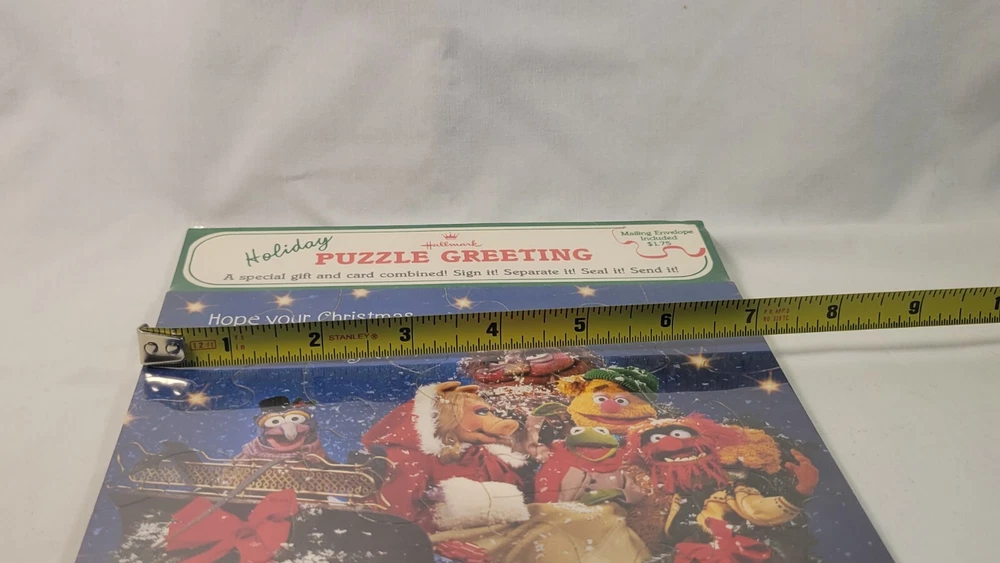 Holiday
Hallmark
PUZZLE GREETING
A special gift and card combined! Sign it! Separate it! Seal it! Send it!
Mailing Envelope
Included
$1.75
Hope your Christmas
1 2 STANLEY® 3 4 5 6 7 8 9